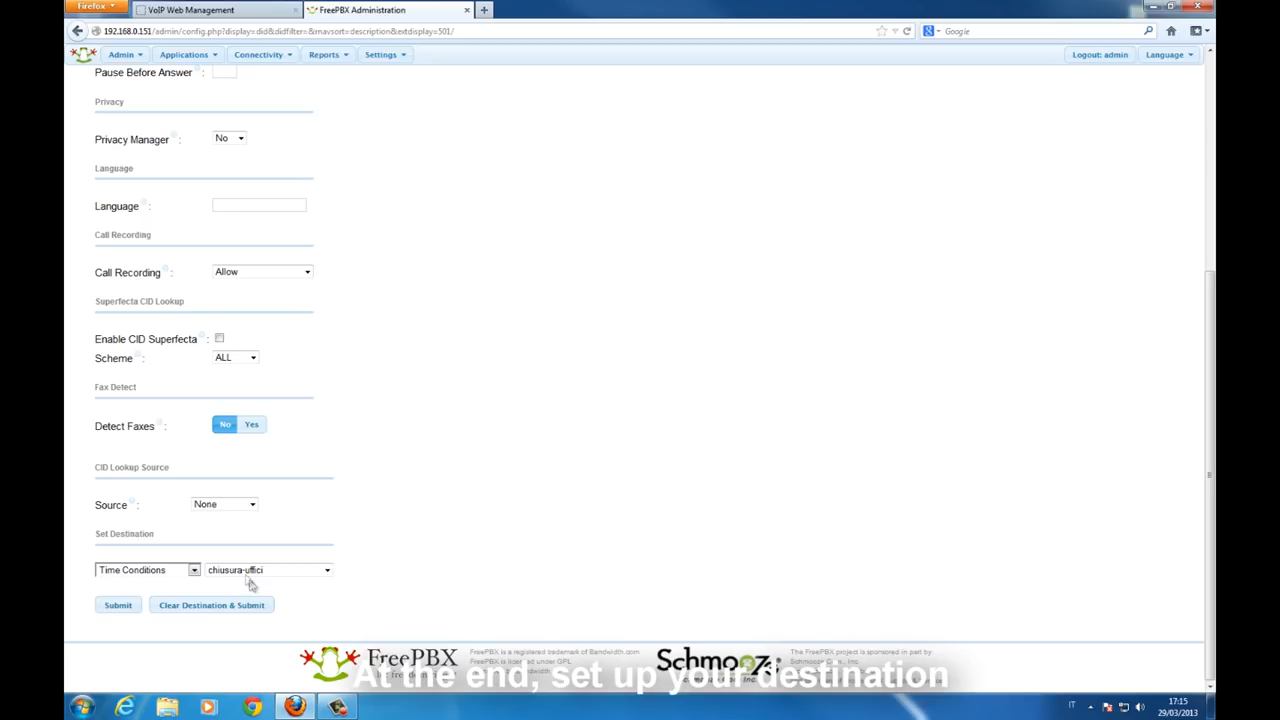 Firefox
VoIP Web Management
FreePBX Administration
192.168.0.151/admin/config.php?display=did&didfilter=&rnavsort=description&extdisplay=501/
Google
Admin
Applications
Connectivity
Reports
Settings
Logout: admin
Language
Pause Before Answer :
Privacy
Privacy Manager : No
Language
Language :
Call Recording
Call Recording : Allow
Superfecta CID Lookup
Enable CID Superfecta :
Scheme : ALL
Fax Detect
Detect Faxes : No Yes
CID Lookup Source
Source : None
Set Destination
Time Conditions chiusura-uffici
Submit Clear Destination & Submit
FreePBX
FreePBX is a registered trademark of Bandwidth.com
FreePBX is licensed under GPL
Schmooze
The FreePBX project is sponsored in part by
At the end, set up your destination
IT
17:15
29/03/2013